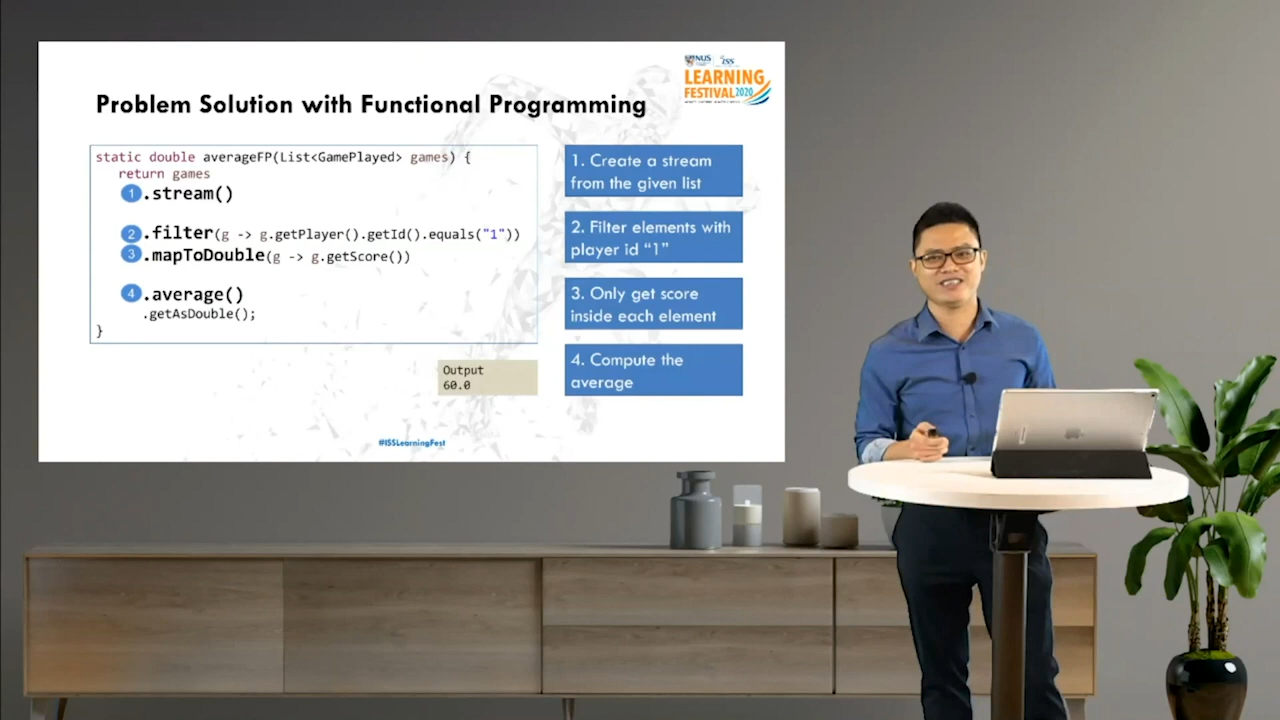 NUS
ISS
LEARNING
FESTIVAL 2020
Problem Solution with Functional Programming
static double averageFP(List<GamePlayed> games) {
return games
1 .stream()
2 .filter(g -> g.getPlayer().getId().equals("1"))
3 .mapToDouble(g -> g.getScore())
4 .average()
.getAsDouble();
}
Output
60.0
1. Create a stream
from the given list
2. Filter elements with
player id “1”
3. Only get score
inside each element
4. Compute the
average
#ISSLearningFest